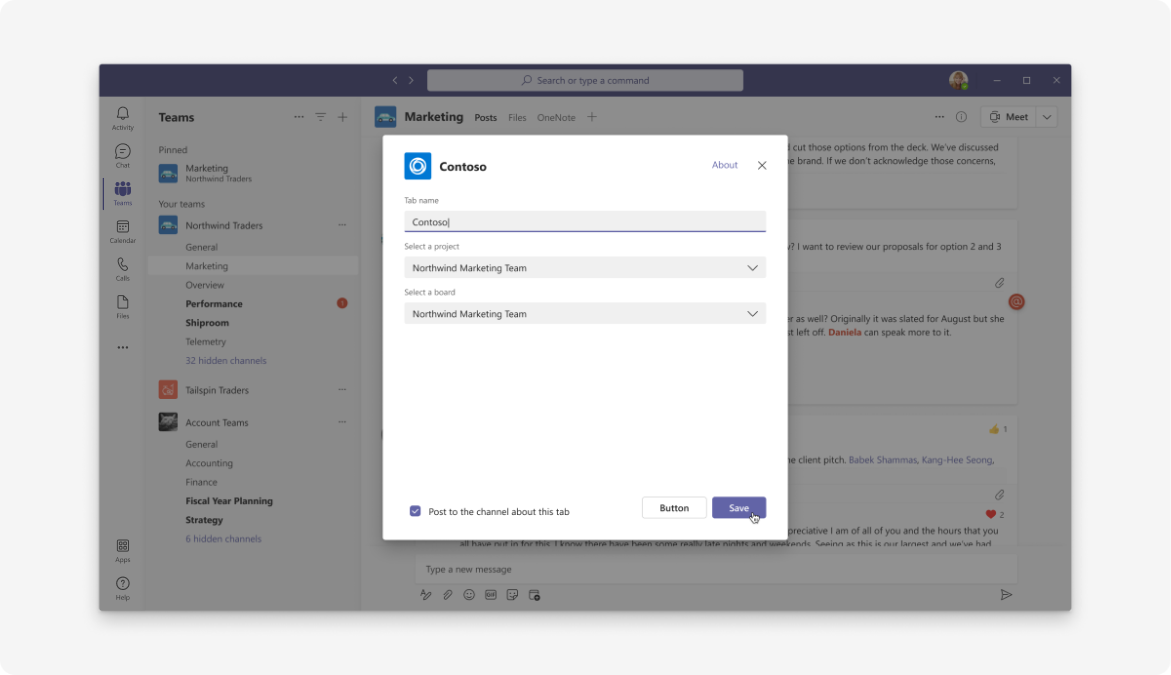 Search or type a command
Activity
Chat
Teams
Calendar
Calls
Files
Apps
Help
Teams
Pinned
Marketing
Northwind Traders
Your teams
Northwind Traders
General
Marketing
Overview
Performance
1
Shiproom
Telemetry
32 hidden channels
Tailspin Traders
Account Teams
General
Accounting
Finance
Fiscal Year Planning
Strategy
6 hidden channels
Marketing Posts Files OneNote
Meet
Contoso
About
Tab name
Contoso
Select a project
Northwind Marketing Team
Select a board
Northwind Marketing Team
Post to the channel about this tab
Button
Save
cut those options from the deck. We've discussed
brand. If we don't acknowledge those concerns,
? I want to review our proposals for option 2 and 3
@
as well? Originally it was slated for August but she
left off. Daniela can speak more to it.
1
client pitch. Babek Shammas, Kang-Hee Seong,
2
I am of all of you and the hours that you
all have put in for this. I know there have been some really late nights and weekends. Seeing as this is our largest and we've had
Type a new message
GIF